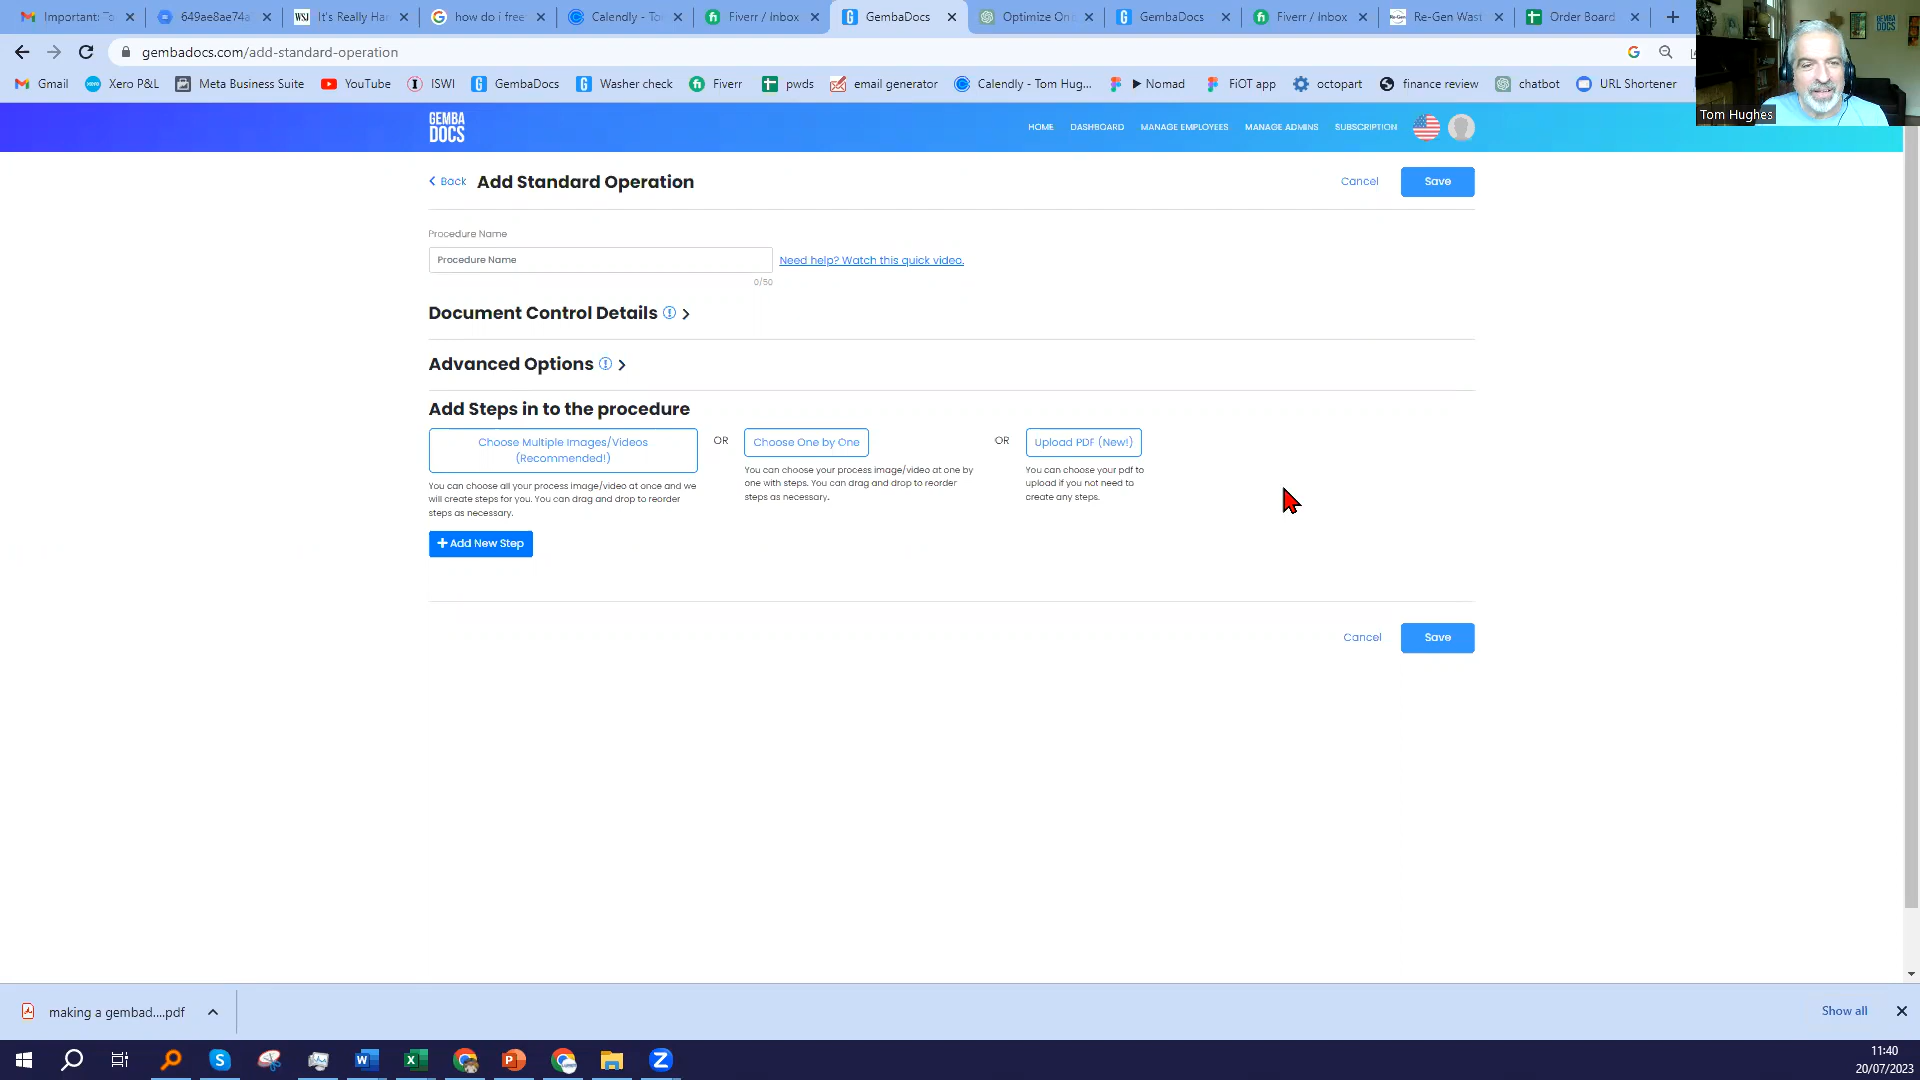 Important: To
649ae8ae74a
It's Really Ha
how do i free
Calendly - To
Fiverr / Inbox
GembaDocs
Optimize On
GembaDocs
Fiverr / Inbox
Re-Gen Wast
Order Board
gembadocs.com/add-standard-operation
Gmail
Xero P&L
Meta Business Suite
YouTube
ISWI
GembaDocs
Washer check
Fiverr
pwds
email generator
Calendly - Tom Hug...
Nomad
FiOT app
octopart
finance review
chatbot
URL Shortener
Tom Hughes
GEMBA
DOCS
HOME
DASHBOARD
MANAGE EMPLOYEES
MANAGE ADMINS
SUBSCRIPTION
Back
Add Standard Operation
Cancel
Save
Procedure Name
Procedure Name
Need help? Watch this quick video.
0/50
Document Control Details
Advanced Options
Add Steps in to the procedure
Choose Multiple Images/Videos
(Recommended!)
OR
Choose One by One
OR
Upload PDF (New!)
You can choose all your process image/video at once and we
will create steps for you. You can drag and drop to reorder
steps as necessary.
You can choose your process image/video at one by
one with steps. You can drag and drop to reorder
steps as necessary.
You can choose your pdf to
upload if you not need to
create any steps.
+ Add New Step
Cancel
Save
making a gembad....pdf
Show all
11:40
20/07/2023